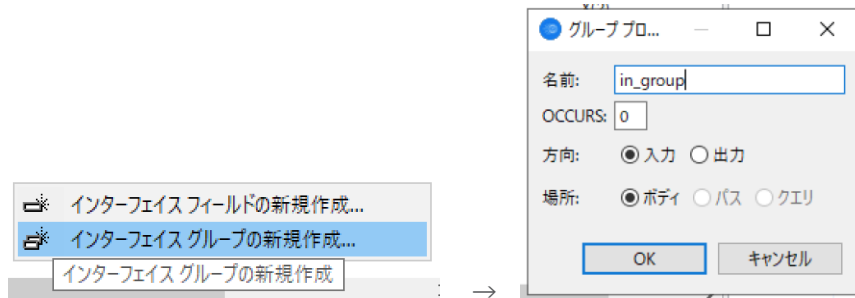 インターフェイス フィールドの新規作成...
インターフェイス グループの新規作成...
インターフェイス グループの新規作成
→
グループ プロ...
名前: in_group
OCCURS: 0
方向: 入力 出力
場所: ボディ パス クエリ
OK キャンセル